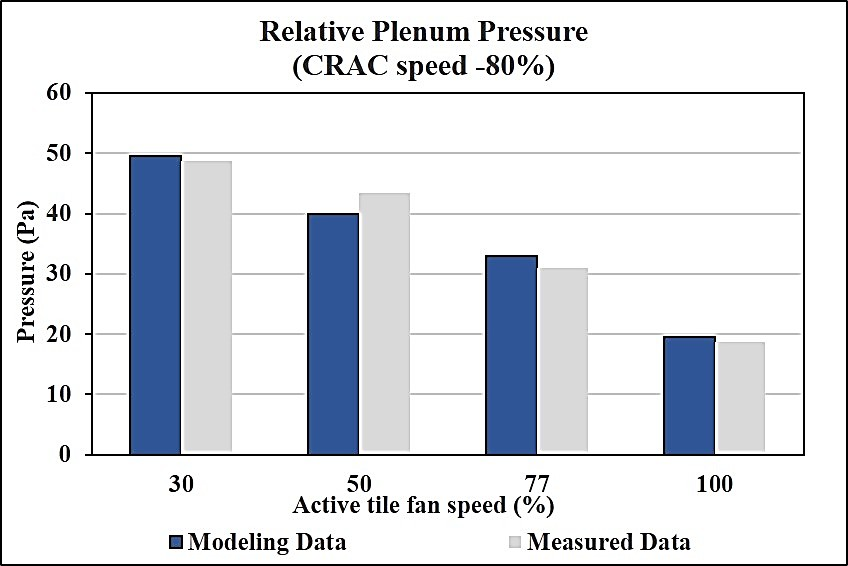 Relative Plenum Pressure
(CRAC speed -80%)
60
50
40
30
20
10
0
Pressure (Pa)
30 50 77 100
Active tile fan speed (%)
Modeling Data Measured Data